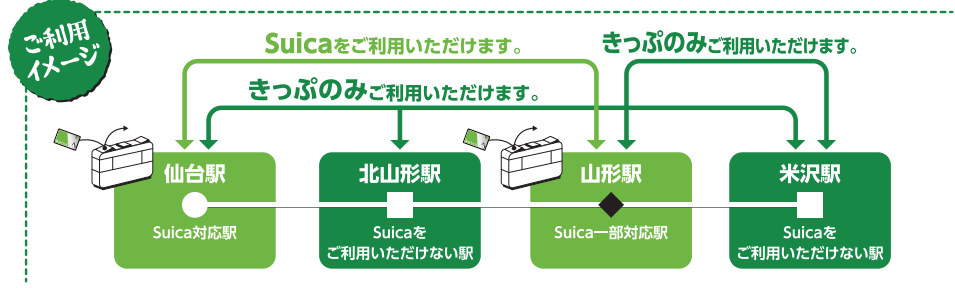 ご利用
イメージ
Suicaをご利用いただけます。
きっぷのみご利用いただけます。
きっぷのみご利用いただけます。
仙台駅
Suica対応駅
北山形駅
Suicaを
ご利用いただけない駅
山形駅
Suica一部対応駅
米沢駅
Suicaを
ご利用いただけない駅